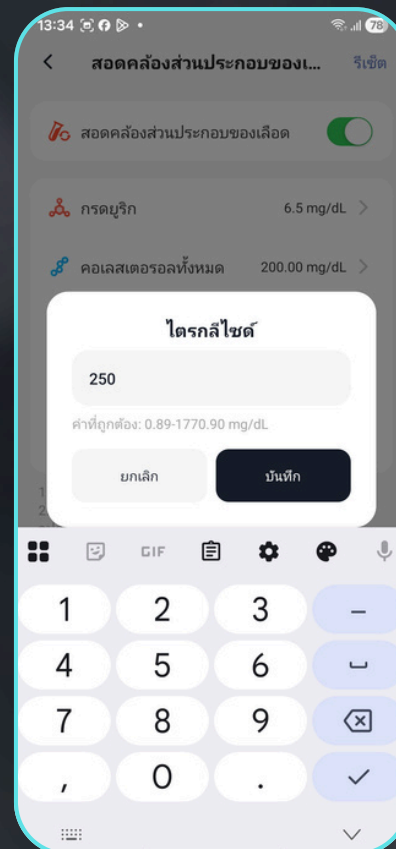 13:34
78
สอดคล้องส่วนประกอบของเ...
รีเซ็ต
สอดคล้องส่วนประกอบของเลือด
กรดยูริก
6.5 mg/dL
คอเลสเตอรอลทั้งหมด
200.00 mg/dL
ไตรกลีไซด์
250
ค่าที่ถูกต้อง: 0.89-1770.90 mg/dL
ยกเลิก
บันทึก
GIF
1 2 3 –
4 5 6
7 8 9
, 0 .